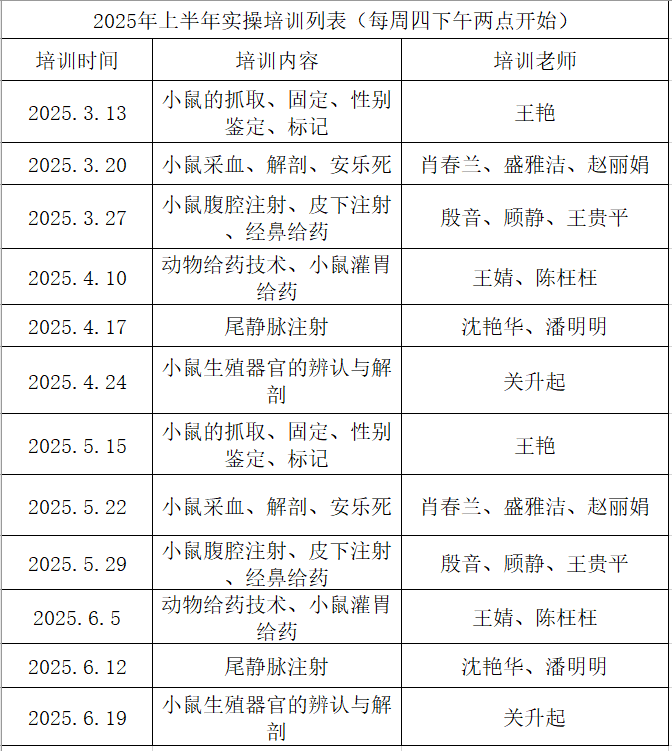 2025年上半年实操培训列表（每周四下午两点开始）
培训时间 培训内容 培训老师
2025.3.13 小鼠的抓取、固定、性别
鉴定、标记 王艳
2025.3.20 小鼠采血、解剖、安乐死 肖春兰、盛雅洁、赵丽娟
2025.3.27 小鼠腹腔注射、皮下注射
、经鼻给药 殷音、顾静、王贵平
2025.4.10 动物给药技术、小鼠灌胃
给药 王婧、陈枉枉
2025.4.17 尾静脉注射 沈艳华、潘明明
2025.4.24 小鼠生殖器官的辨认与解
剖 关升起
2025.5.15 小鼠的抓取、固定、性别
鉴定、标记 王艳
2025.5.22 小鼠采血、解剖、安乐死 肖春兰、盛雅洁、赵丽娟
2025.5.29 小鼠腹腔注射、皮下注射
、经鼻给药 殷音、顾静、王贵平
2025.6.5 动物给药技术、小鼠灌胃
给药 王婧、陈枉枉
2025.6.12 尾静脉注射 沈艳华、潘明明
2025.6.19 小鼠生殖器官的辨认与解
剖 关升起